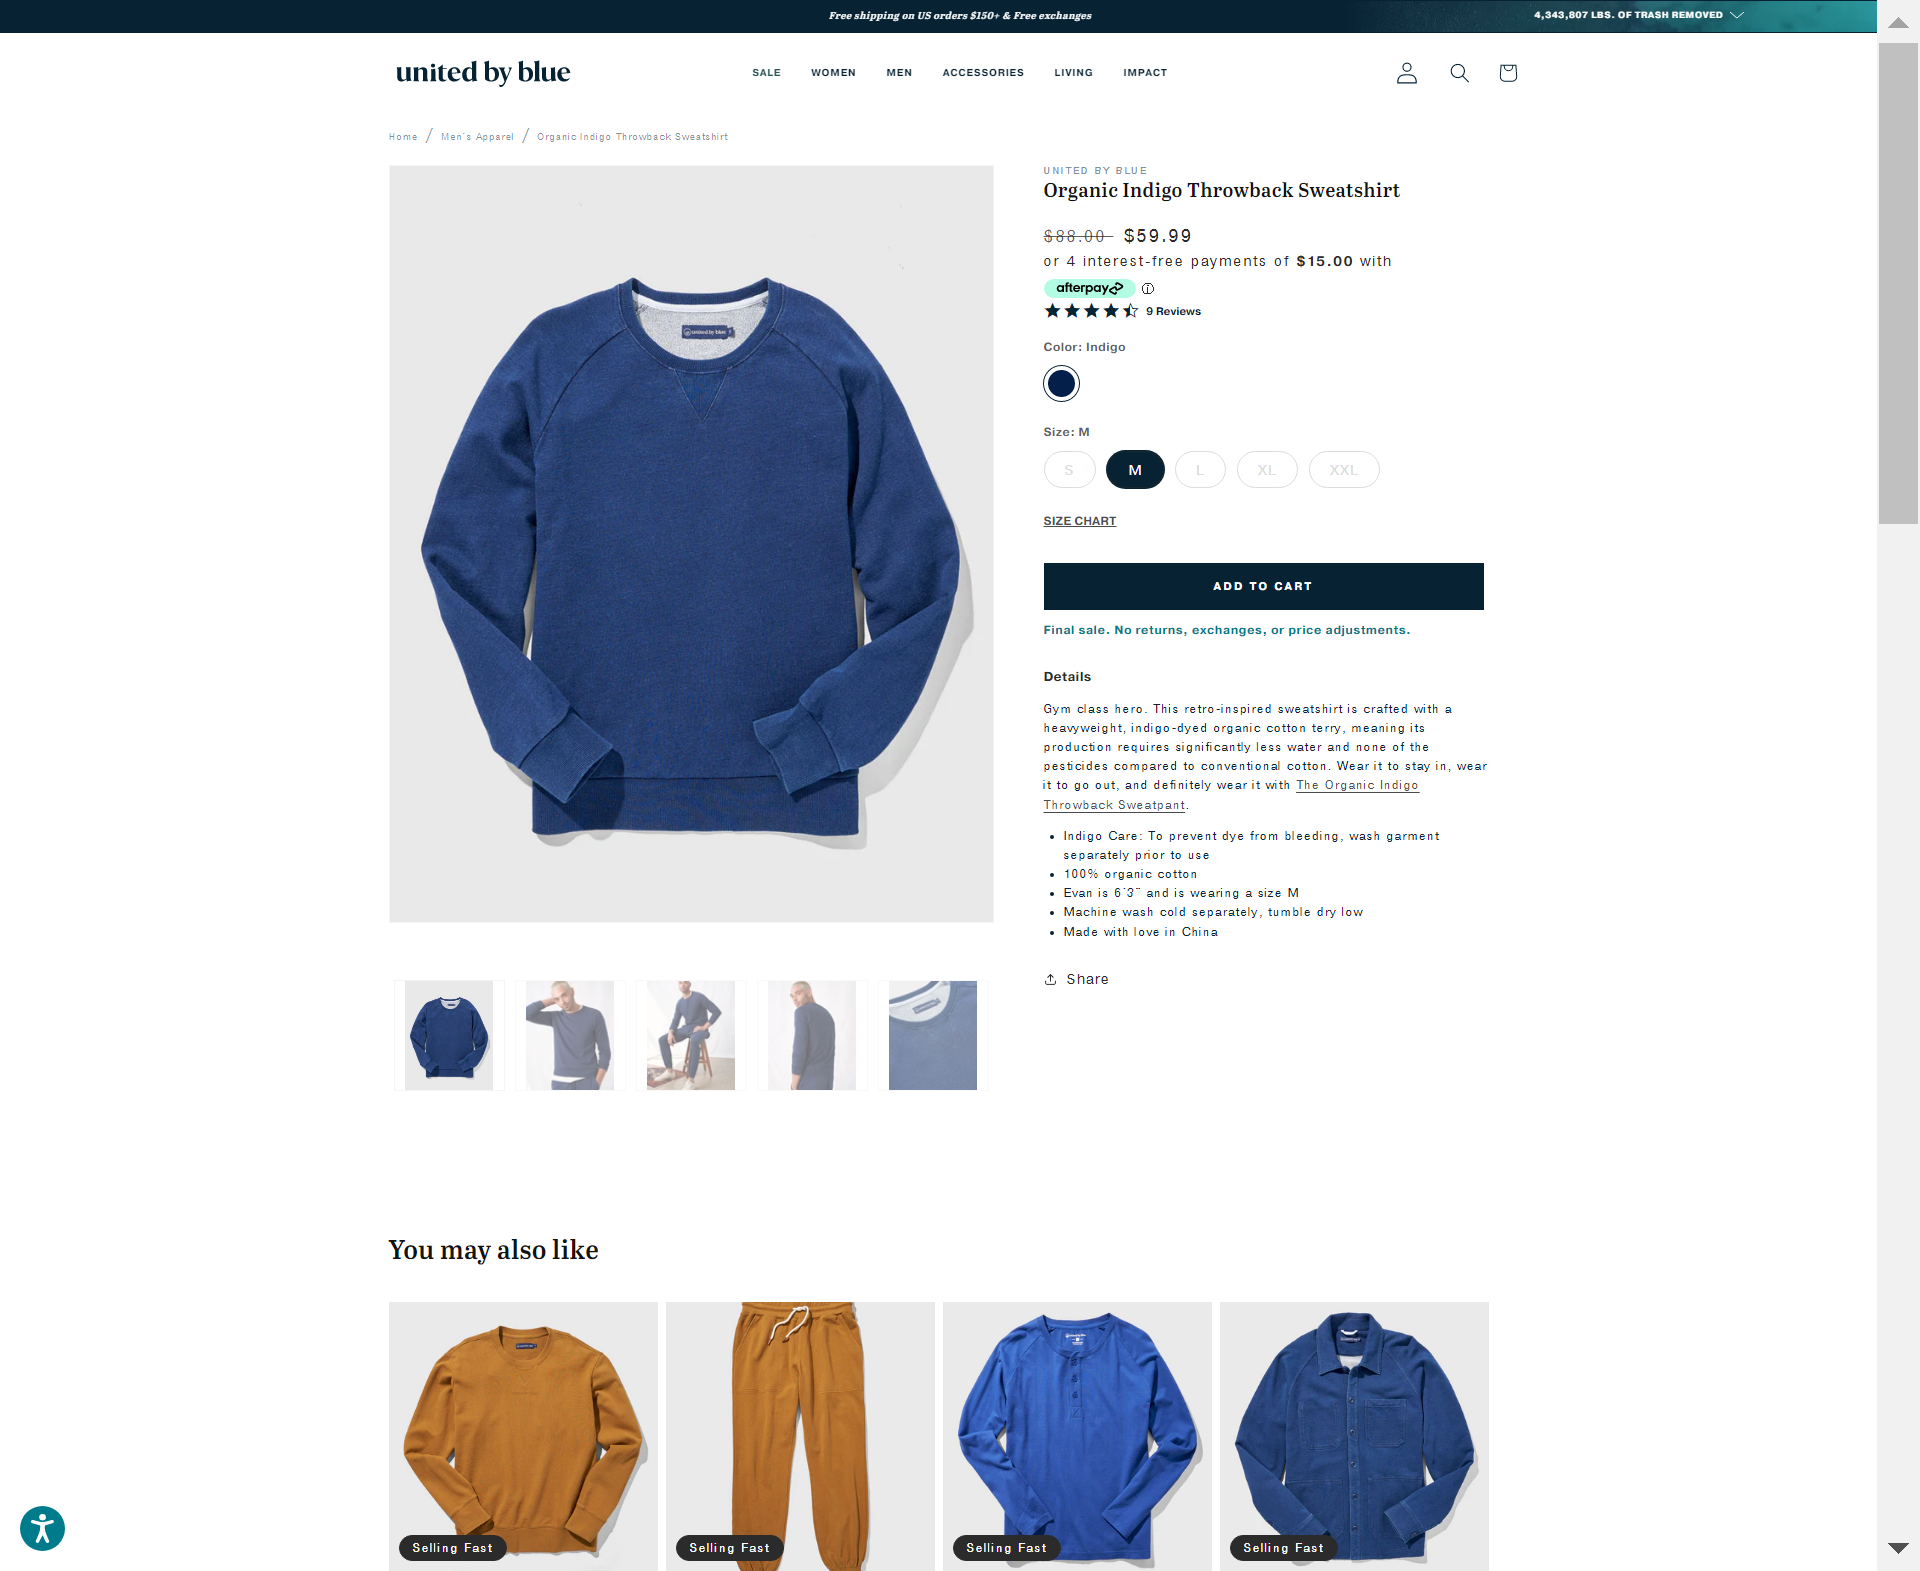 Free shipping on US orders $150+ & Free exchanges
4,343,807 LBS. OF TRASH REMOVED
united by blue
SALE WOMEN MEN ACCESSORIES LIVING IMPACT
Home / Men's Apparel / Organic Indigo Throwback Sweatshirt
united by blue
UNITED BY BLUE
Organic Indigo Throwback Sweatshirt
$88.00 $59.99
or 4 interest-free payments of $15.00 with
afterpay
9 Reviews
Color: Indigo
Size: M
S M L XL XXL
SIZE CHART
ADD TO CART
Final sale. No returns, exchanges, or price adjustments.
Details
Gym class hero. This retro-inspired sweatshirt is crafted with a
heavyweight, indigo-dyed organic cotton terry, meaning its
production requires significantly less water and none of the
pesticides compared to conventional cotton. Wear it to stay in, wear
it to go out, and definitely wear it with The Organic Indigo
Throwback Sweatpant.
• Indigo Care: To prevent dye from bleeding, wash garment
separately prior to use
• 100% organic cotton
• Evan is 6'3" and is wearing a size M
• Machine wash cold separately, tumble dry low
• Made with love in China
Share
You may also like
Selling Fast
Selling Fast
Selling Fast
Selling Fast